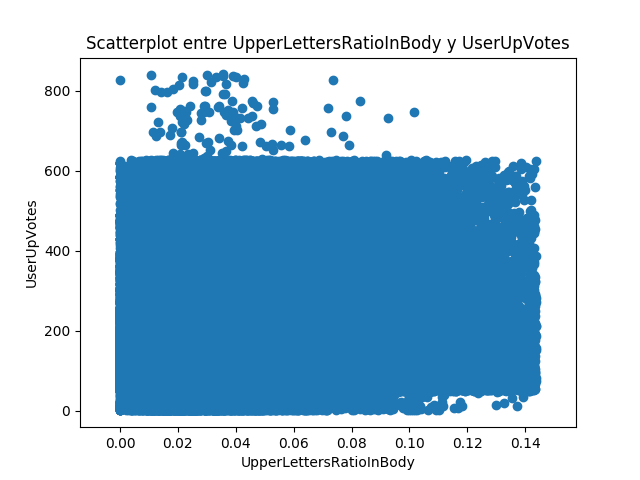 Scatterplot entre UpperLettersRatioInBody y UserUpVotes
UserUpVotes
800
600
400
200
0
0.00 0.02 0.04 0.06 0.08 0.10 0.12 0.14
UpperLettersRatioInBody